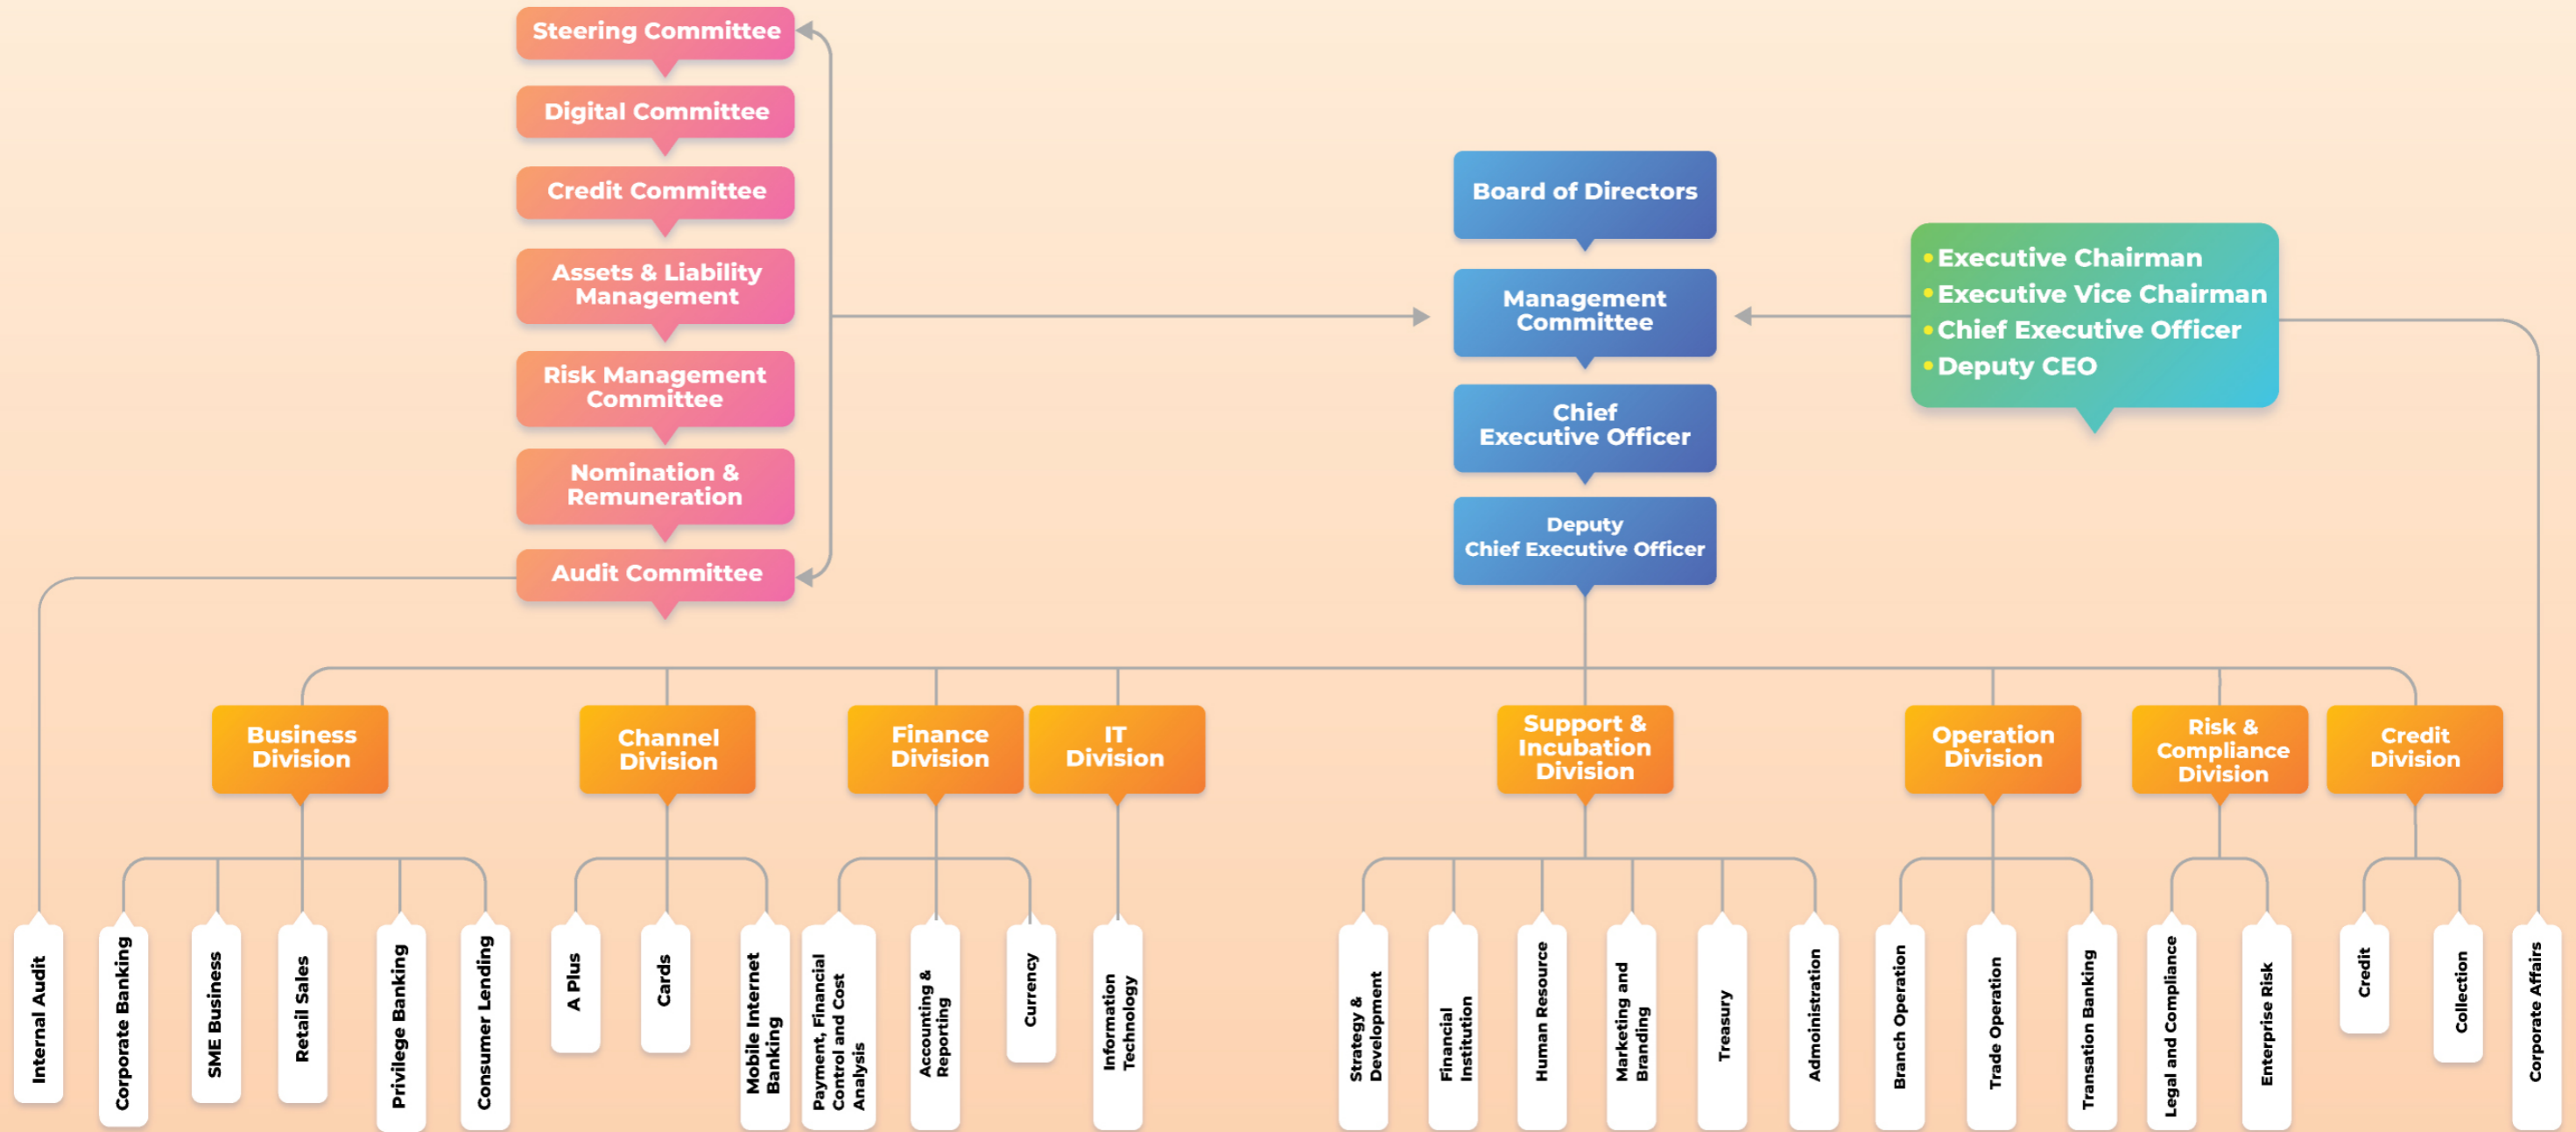 Steering Committee
Digital Committee
Credit Committee
Assets & Liability
Management
Risk Management
Committee
Nomination &
Remuneration
Audit Committee
Board of Directors
Management
Committee
Chief
Executive Officer
Deputy
Chief Executive Officer
Executive Chairman
Executive Vice Chairman
Chief Executive Officer
Deputy CEO
Business
Division
Channel
Division
Finance
Division
IT
Division
Support &
Incubation
Division
Operation
Division
Risk &
Compliance
Division
Credit
Division
Internal Audit
Corporate Banking
SME Business
Retail Sales
Privilege Banking
Consumer Lending
A Plus
Cards
Mobile Internet
Banking
Payment, Financial
Control and Cost
Analysis
Accounting &
Reporting
Currency
Information
Technology
Strategy &
Development
Financial
Institution
Human Resource
Marketing and
Branding
Treasury
Admoinistration
Branch Operation
Trade Operation
Transation Banking
Legal and Compliance
Enterprise Risk
Credit
Collection
Corporate Affairs